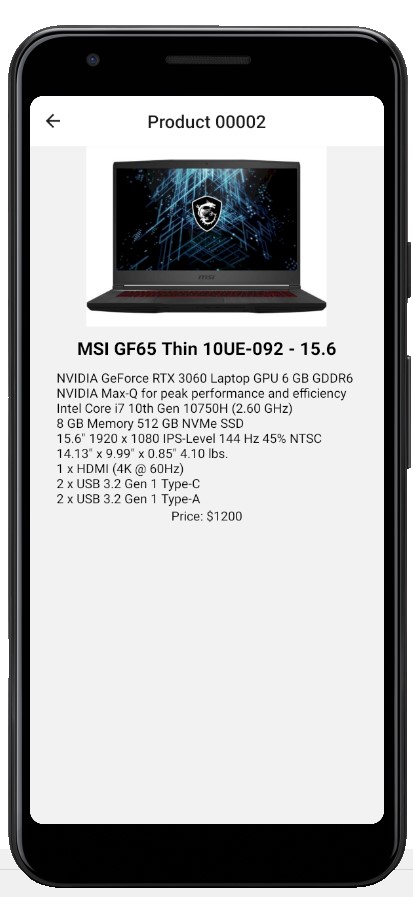 Product 00002
msi
MSI GF65 Thin 10UE-092 - 15.6
NVIDIA GeForce RTX 3060 Laptop GPU 6 GB GDDR6
NVIDIA Max-Q for peak performance and efficiency
Intel Core i7 10th Gen 10750H (2.60 GHz)
8 GB Memory 512 GB NVMe SSD
15.6" 1920 x 1080 IPS-Level 144 Hz 45% NTSC
14.13" x 9.99" x 0.85" 4.10 lbs.
1 x HDMI (4K @ 60Hz)
2 x USB 3.2 Gen 1 Type-C
2 x USB 3.2 Gen 1 Type-A
Price: $1200